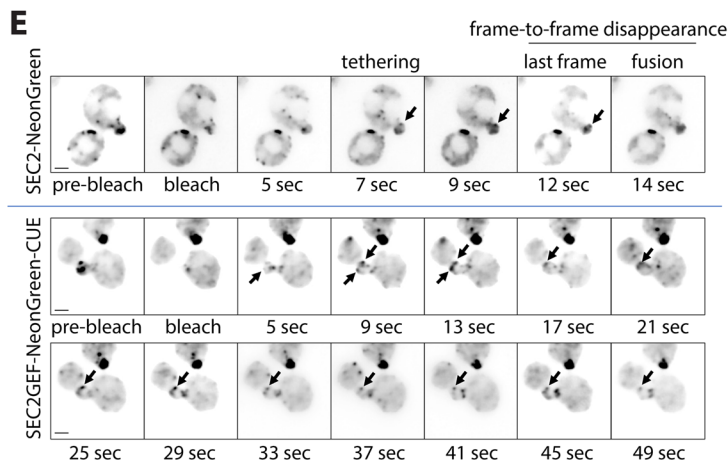 E
frame-to-frame disappearance
tethering last frame fusion
SEC2-NeonGreen
pre-bleach bleach 5 sec 7 sec 9 sec 12 sec 14 sec
SEC2GEF-NeonGreen-CUE
pre-bleach bleach 5 sec 9 sec 13 sec 17 sec 21 sec
25 sec 29 sec 33 sec 37 sec 41 sec 45 sec 49 sec